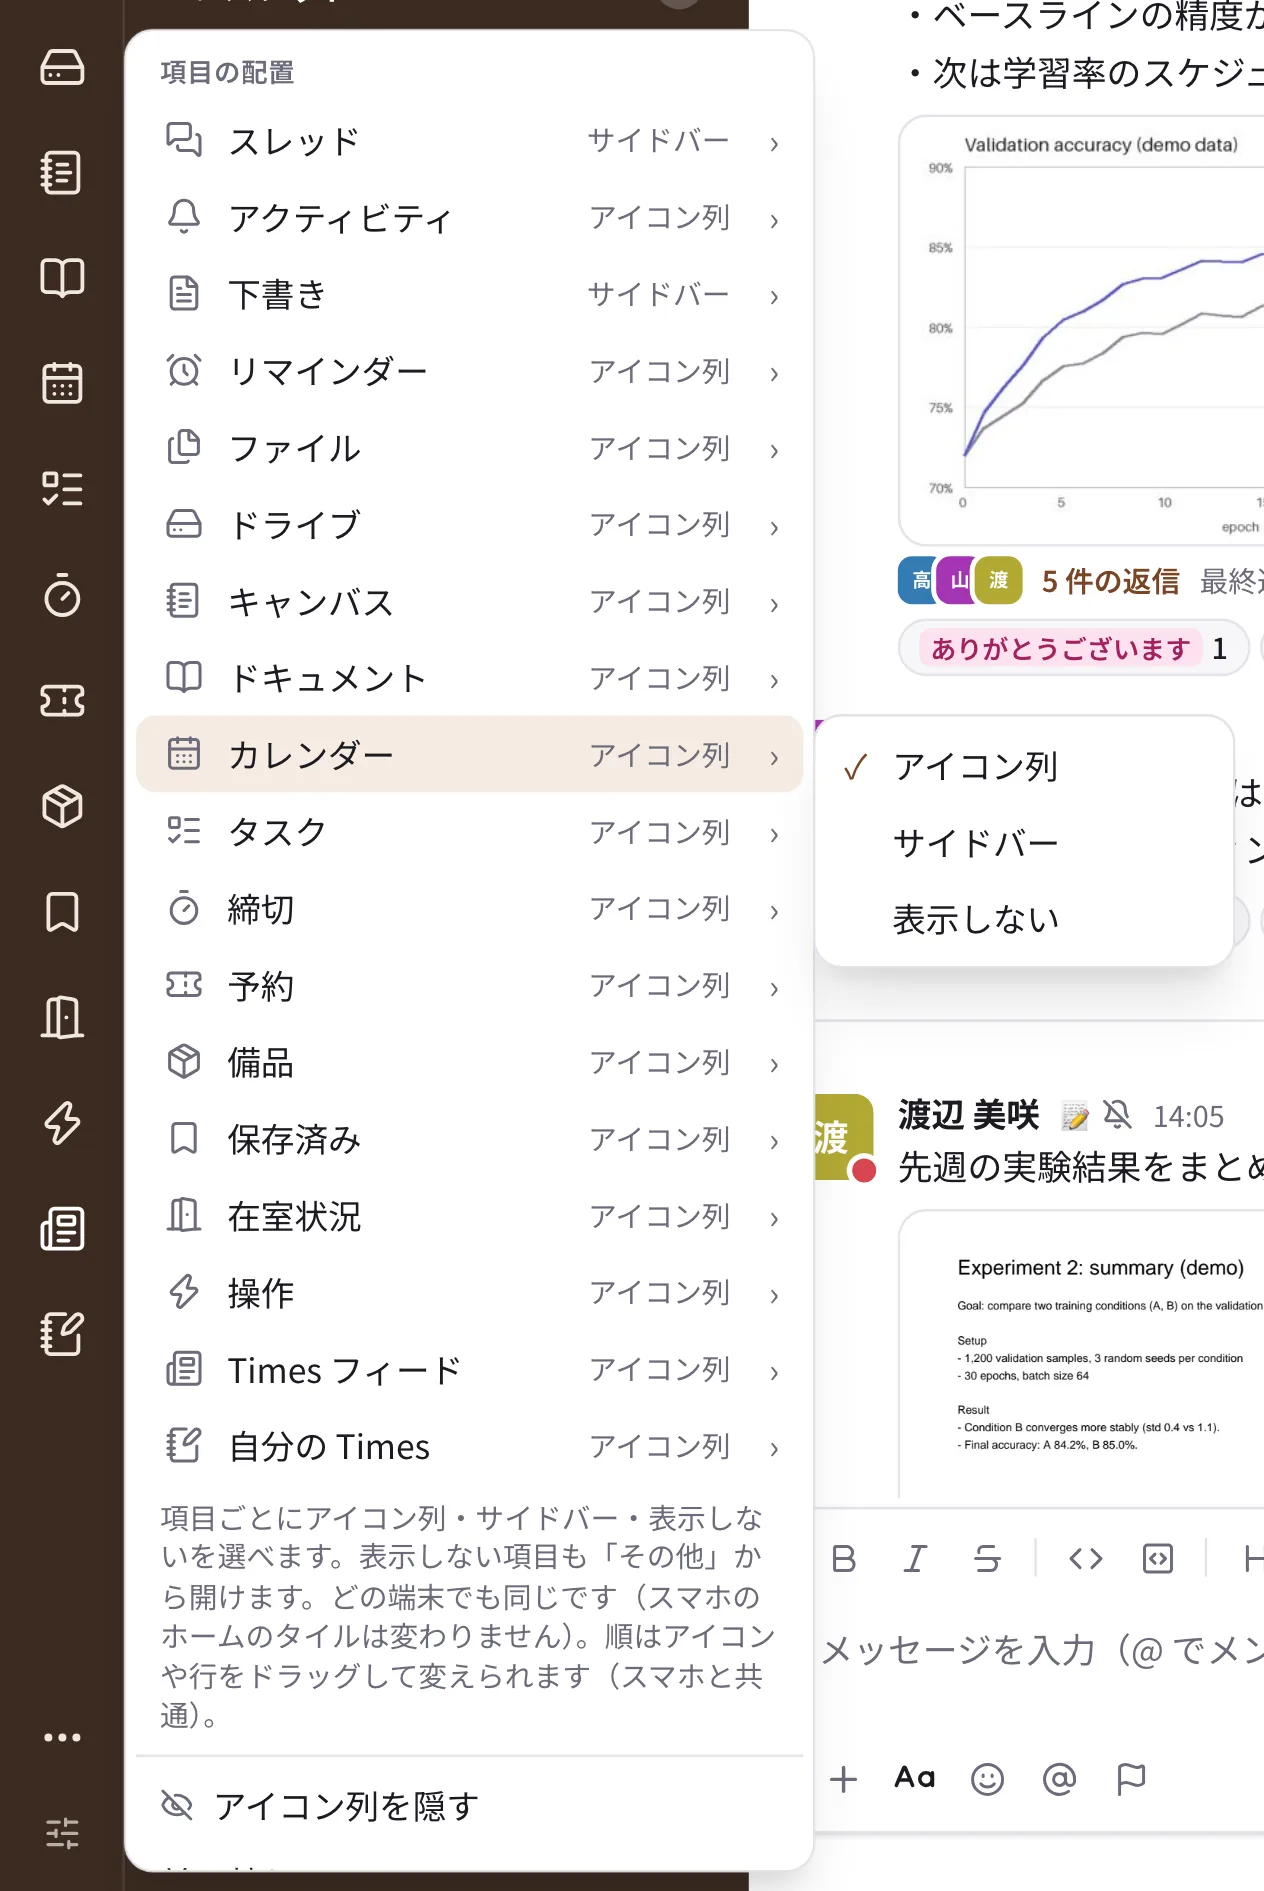 項目の配置
スレッド サイドバー ›
アクティビティ アイコン列 ›
下書き サイドバー ›
リマインダー アイコン列 ›
ファイル アイコン列 ›
ドライブ アイコン列 ›
キャンバス アイコン列 ›
ドキュメント アイコン列 ›
カレンダー アイコン列 ›
タスク アイコン列 ›
締切 アイコン列 ›
予約 アイコン列 ›
備品 アイコン列 ›
保存済み アイコン列 ›
在室状況 アイコン列 ›
操作 アイコン列 ›
Times フィード アイコン列 ›
自分の Times アイコン列 ›
項目ごとにアイコン列・サイドバー・表示しな
いを選べます。表示しない項目も「その他」か
ら開けます。どの端末でも同じです（スマホの
ホームのタイルは変わりません）。順はアイコン
や行をドラッグして変えられます（スマホと共
通）。
アイコン列を隠す
✓ アイコン列
サイドバー
表示しない
・ベースラインの精度が
・次は学習率のスケジュ
Validation accuracy (demo data)
90%
85%
80%
75%
70%
0 5 10
epoch
高 山 渡 5 件の返信 最終
ありがとうございます 1
は
ン
渡
渡辺 美咲 14:05
先週の実験結果をまとめ
Experiment 2: summary (demo)
Goal: compare two training conditions (A, B) on the validation
Setup
- 1,200 validation samples, 3 random seeds per condition
- 30 epochs, batch size 64
Result
- Condition B converges more stably (std 0.4 vs 1.1).
- Final accuracy: A 84.2%, B 85.0%.
B I S H
メッセージを入力（@ でメン
Aa